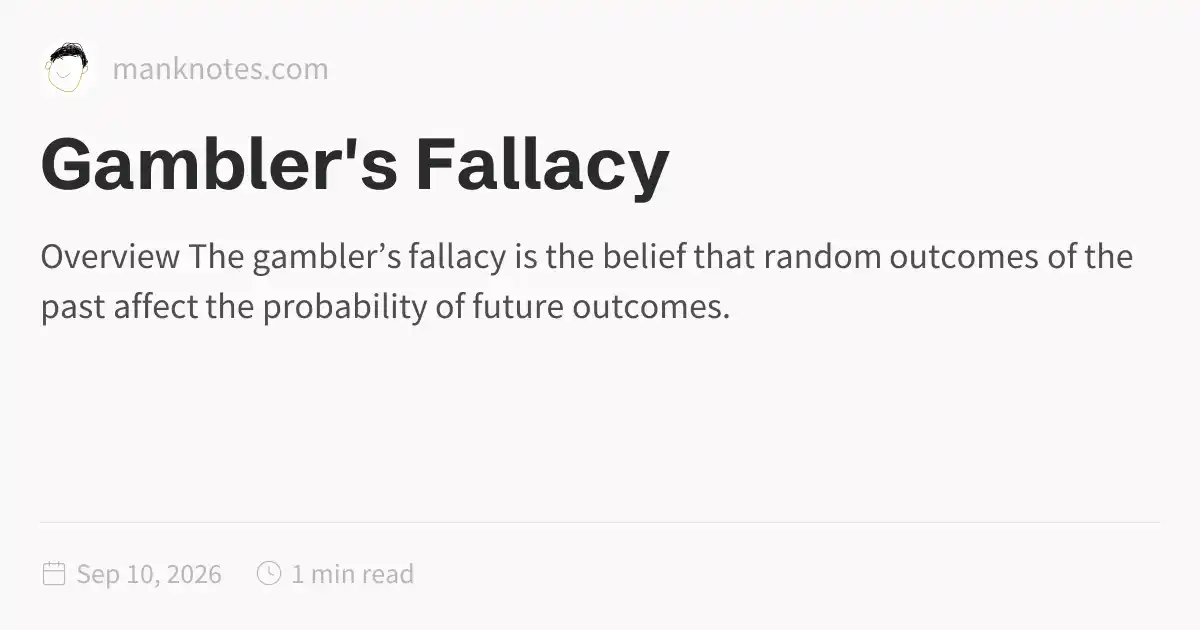 manknotes.com
Gambler's Fallacy
Overview The gambler’s fallacy is the belief that random outcomes of the
past affect the probability of future outcomes.
Sep 10, 2026 1 min read